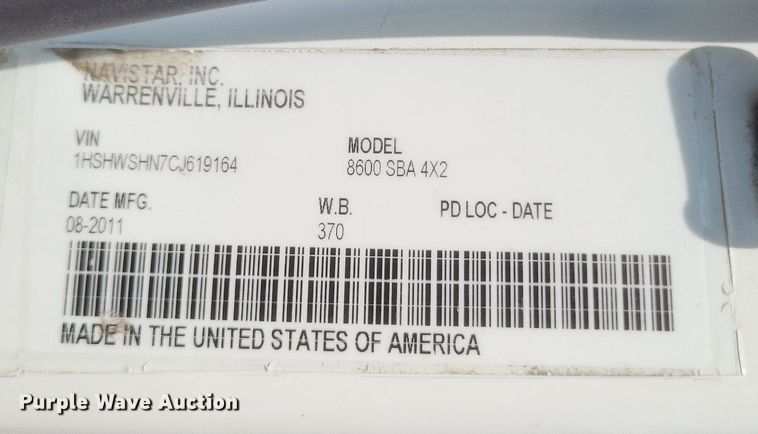 NAVISTAR, INC.
WARRENVILLE, ILLINOIS
VIN MODEL
1HSHWSHN7CJ619164 8600 SBA 4X2
DATE MFG. W.B. PD LOC - DATE
08-2011 370
MADE IN THE UNITED STATES OF AMERICA
Purple Wave Auction